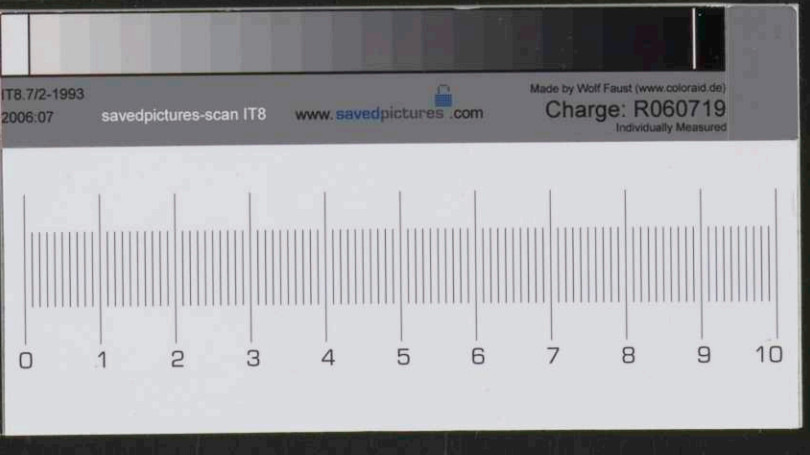 IT8.7/2-1993
2006:07
savedpictures-scan IT8
www.savedpictures.com
Made by Wolf Faust (www.coloraid.de)
Charge: R060719
Individually Measured
0 1 2 3 4 5 6 7 8 9 10